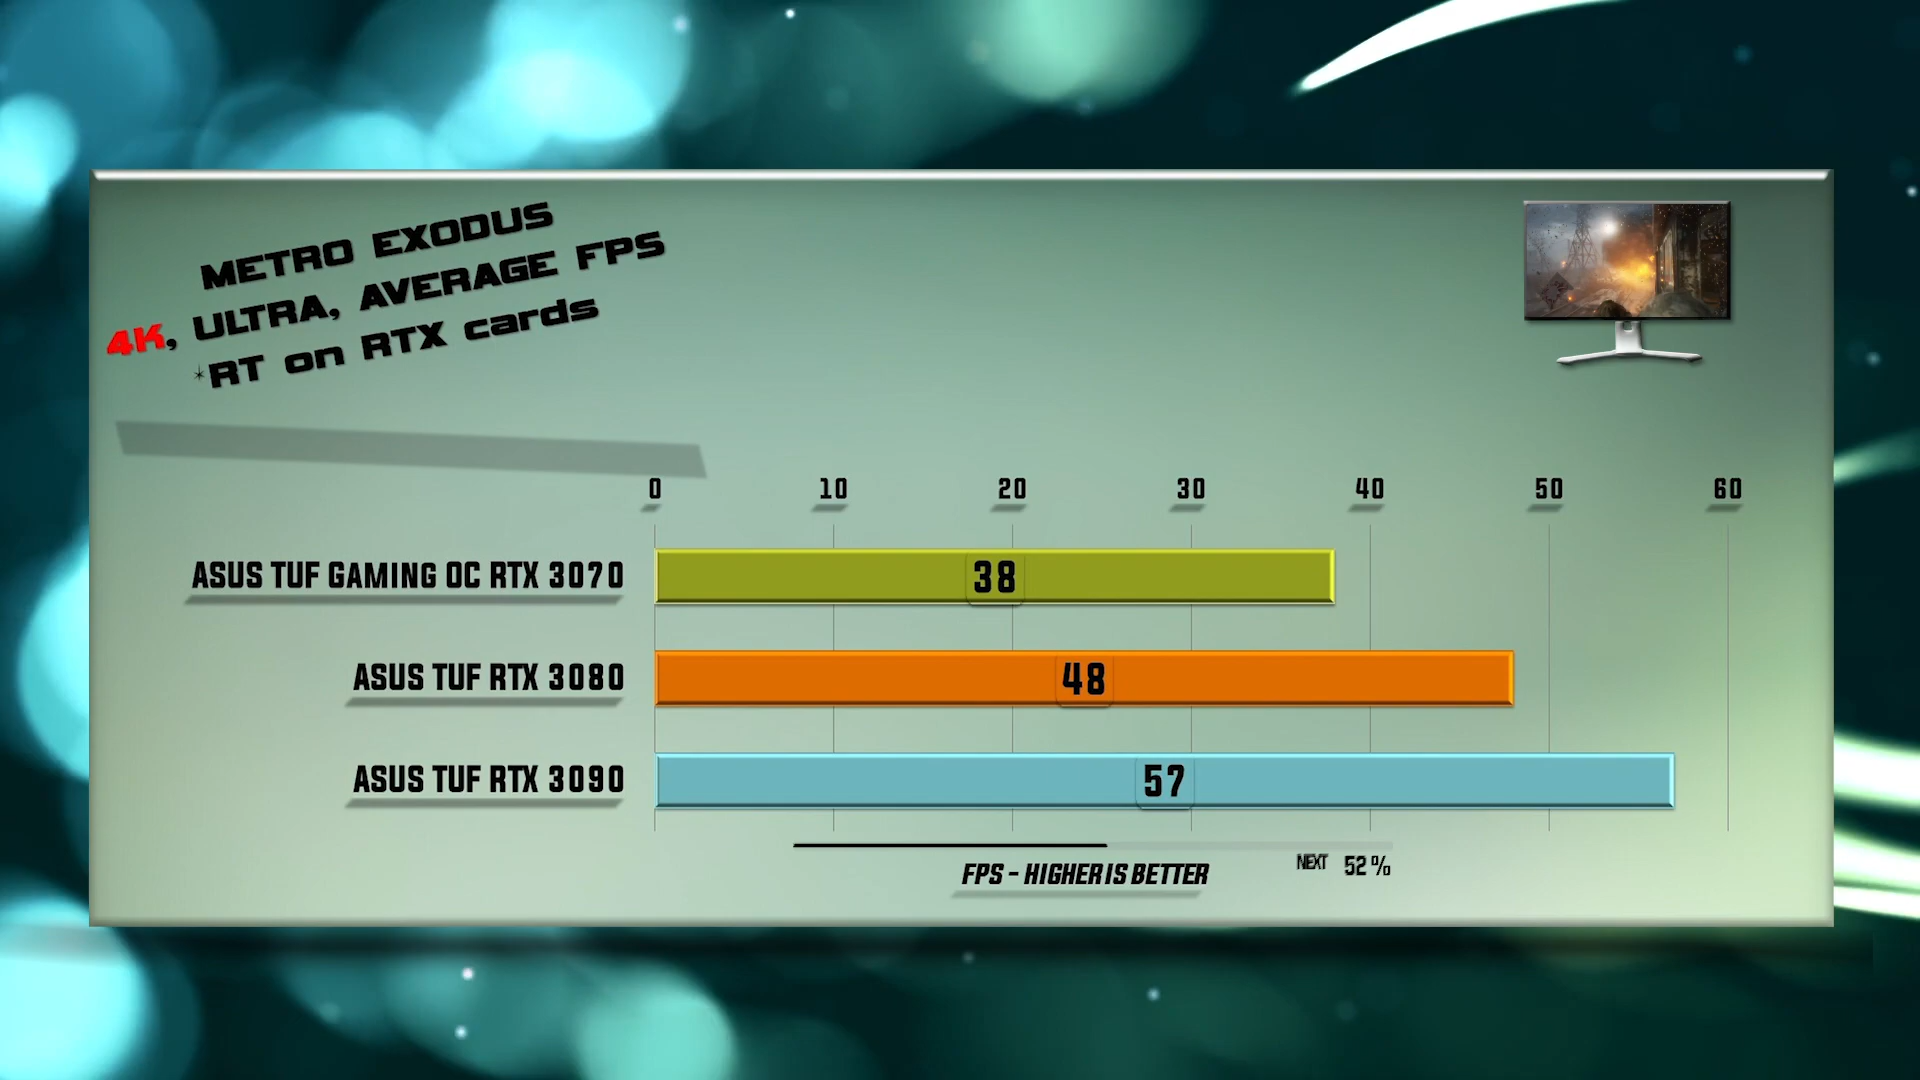 METRO EXODUS
4K, ULTRA, AVERAGE FPS
*RT on RTX cards
0 10 20 30 40 50 60
ASUS TUF GAMING OC RTX 3070 38
ASUS TUF RTX 3080 48
ASUS TUF RTX 3090 57
FPS - HIGHER IS BETTER
NEXT 52%